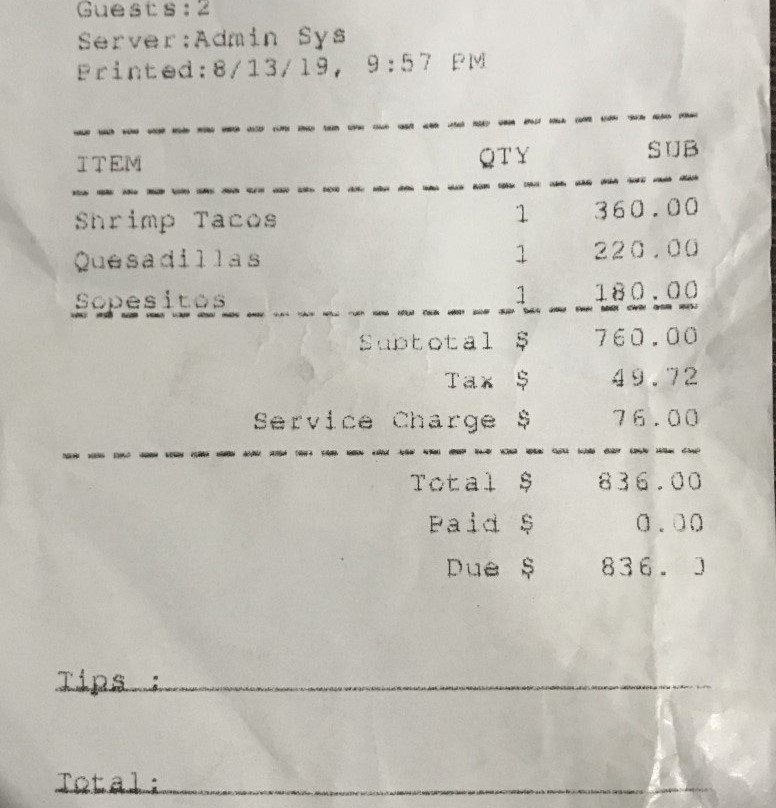 Guests:2
Server:Admin Sys
Printed:8/13/19, 9:57 PM
ITEM QTY SUB
Shrimp Tacos 1 360.00
Quesadillas 1 220.00
Sopesitos 1 180.00
Subtotal $ 760.00
Tax $ 49.72
Service Charge $ 76.00
Total $ 836.00
Paid $ 0.00
Due $ 836.
Tips :
Total: